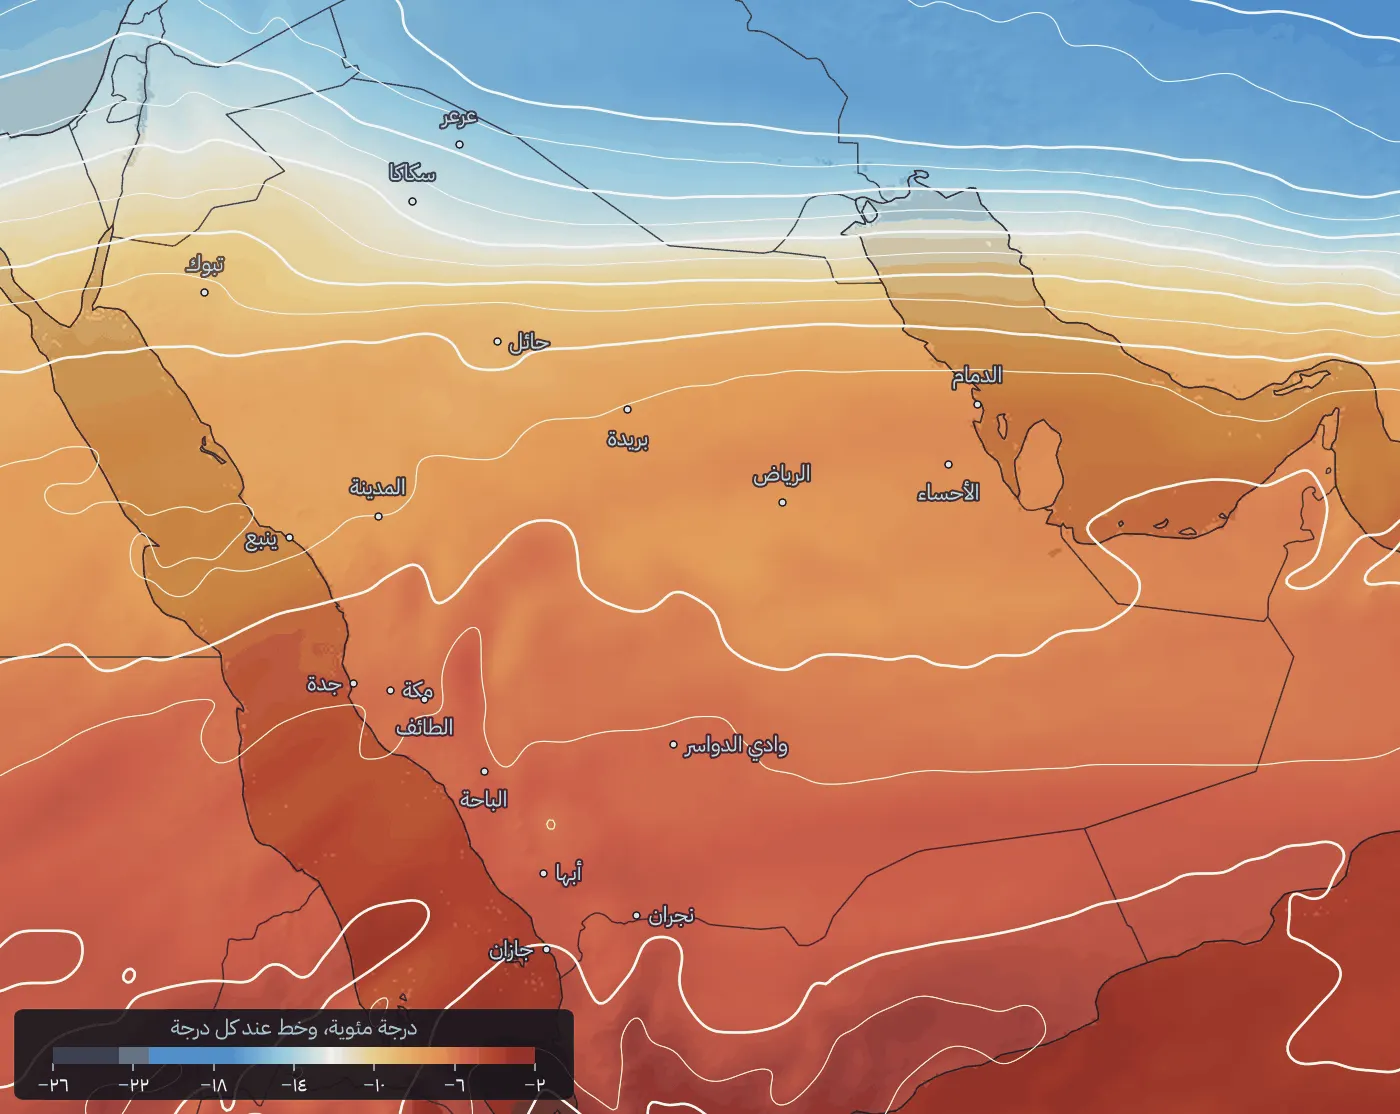 عرعر
سكاكا
تبوك
حائل
الدمام
بريدة
الرياض
الأحساء
المدينة
ينبع
جدة
مكة
الطائف
وادي الدواسر
الباحة
أبها
نجران
جازان
درجة مئوية، وخط عند كل درجة
−٢٦ −٢٢ −١٨ −١٤ −١٠ −٦ −٢